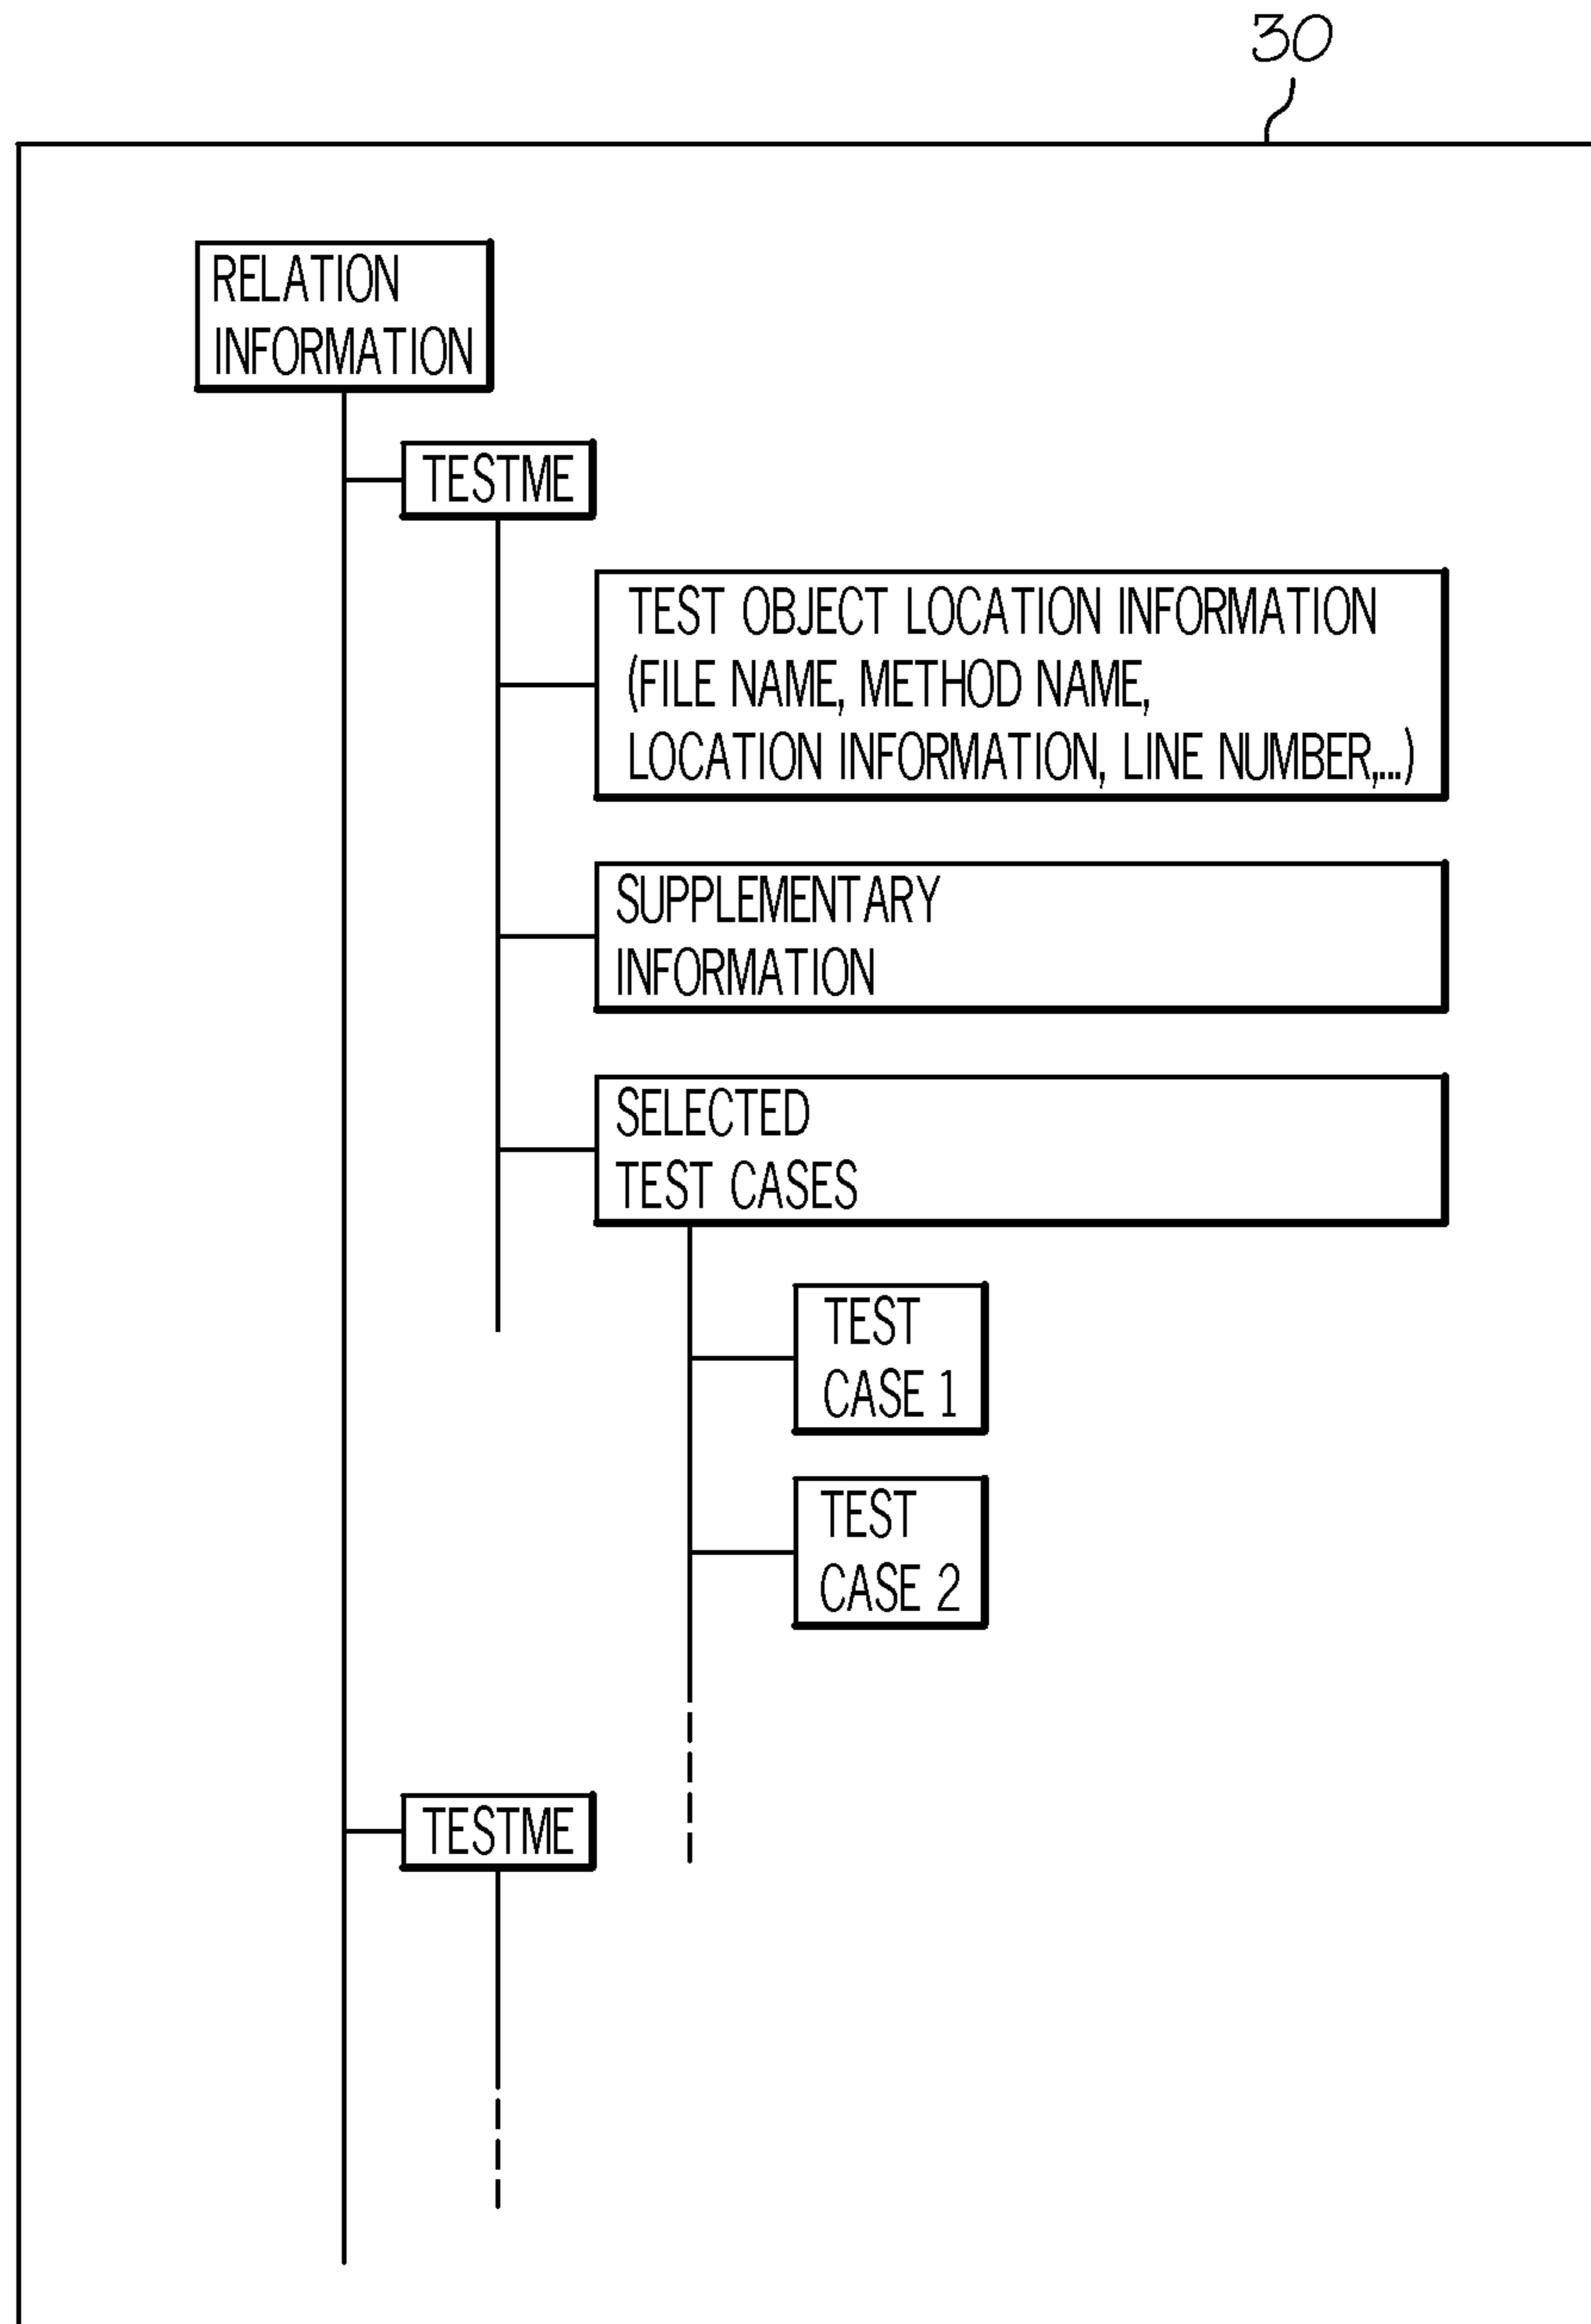 30
RELATION
INFORMATION
TESTME
TEST OBJECT LOCATION INFORMATION
(FILE NAME, METHOD NAME,
LOCATION INFORMATION, LINE NUMBER,....)
SUPPLEMENTARY
INFORMATION
SELECTED
TEST CASES
TEST
CASE 1
TEST
CASE 2
TESTME